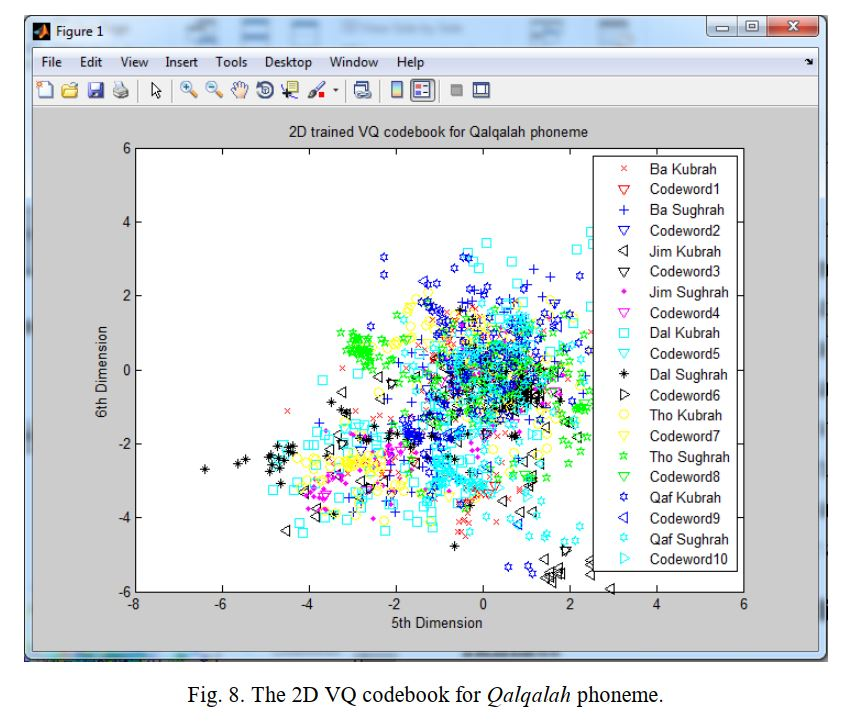 Figure 1
File Edit View Insert Tools Desktop Window Help
2D trained VQ codebook for Qalqalah phoneme
6
4
2
0
-2
-4
-6
6th Dimension
-8 -6 -4 -2 0 2 4 6
5th Dimension
Ba Kubrah
Codeword1
Ba Sughrah
Codeword2
Jim Kubrah
Codeword3
Jim Sughrah
Codeword4
Dal Kubrah
Codeword5
Dal Sughrah
Codeword6
Tho Kubrah
Codeword7
Tho Sughrah
Codeword8
Qaf Kubrah
Codeword9
Qaf Sughrah
Codeword10
Fig. 8. The 2D VQ codebook for Qalqalah phoneme.